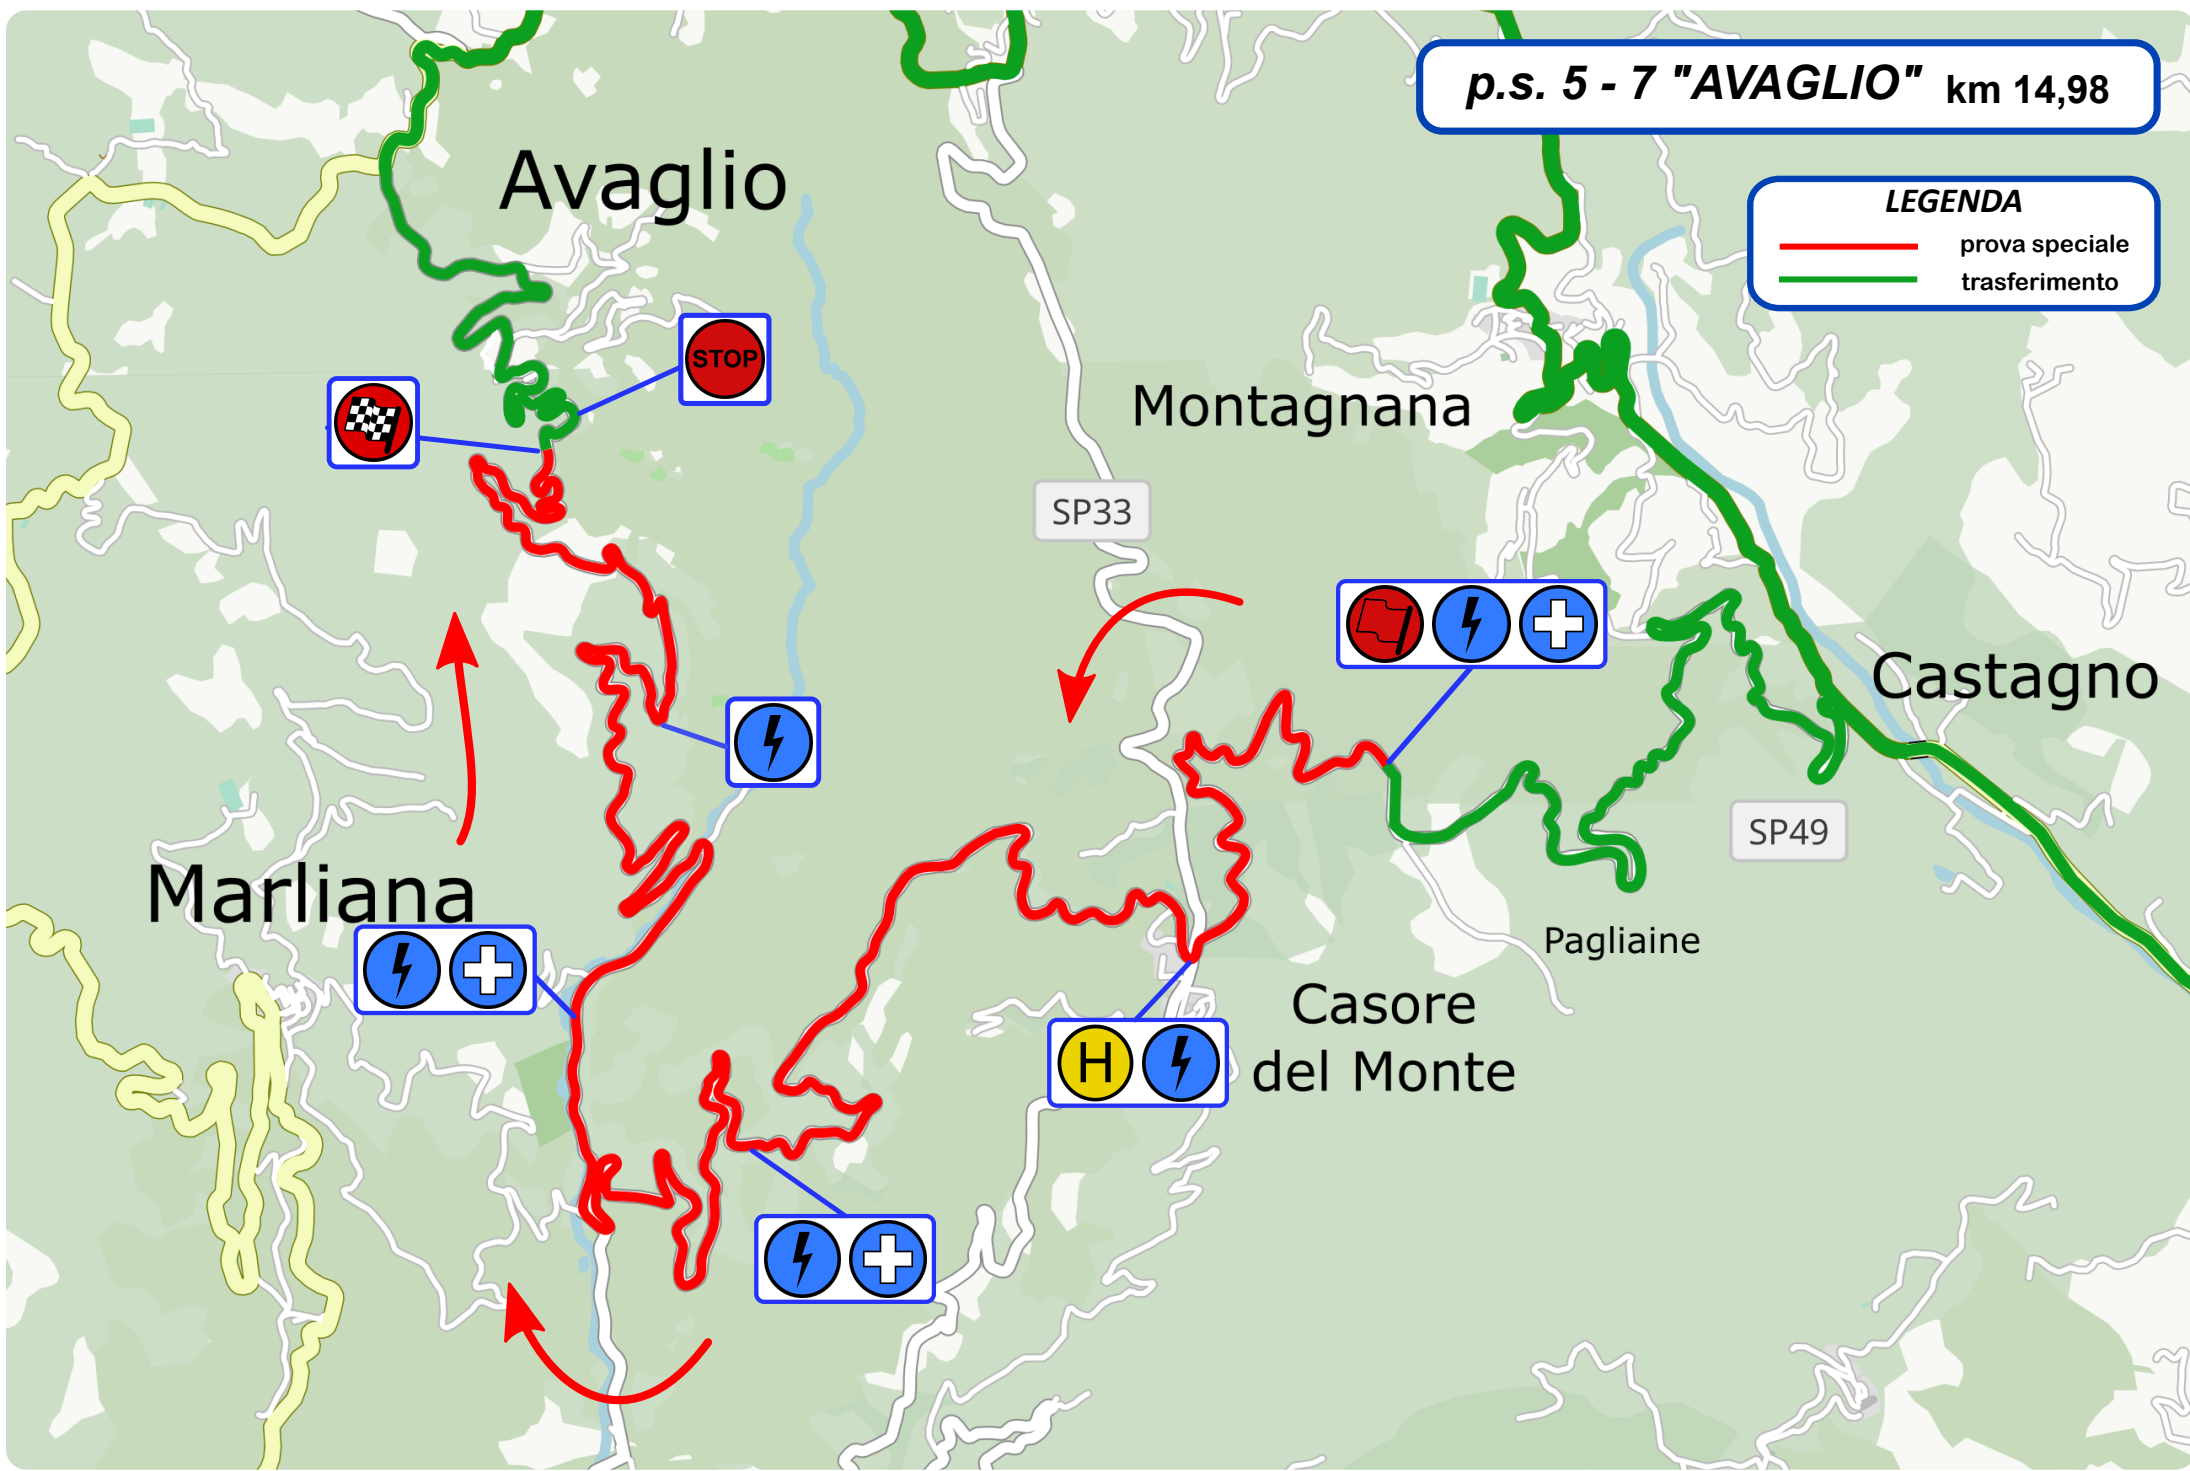 p.s. 5 - 7 "AVAGLIO" km 14,98
LEGENDA
prova speciale
trasferimento
Avaglio
STOP
Montagnana
SP33
Castagno
SP49
Marliana
Pagliaine
Casore
del Monte
H